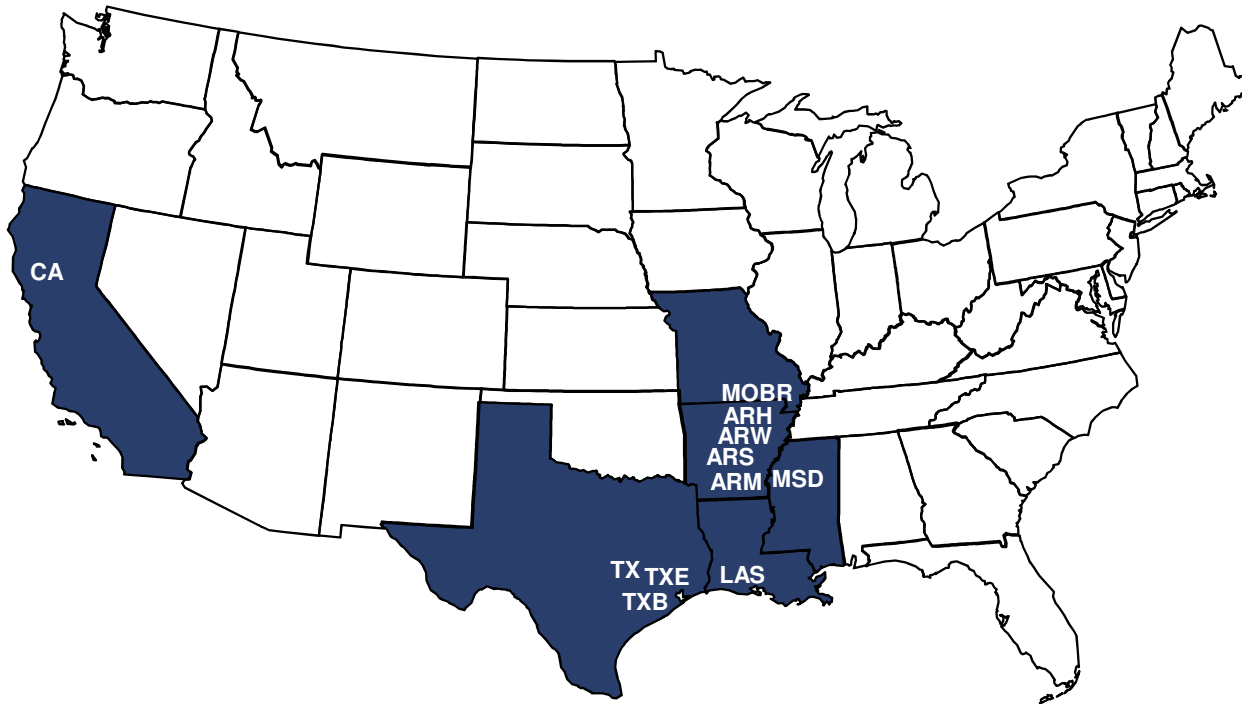 CA
MOBR
ARH
ARW
ARS
ARM MSD
TX TXE LAS
TXB